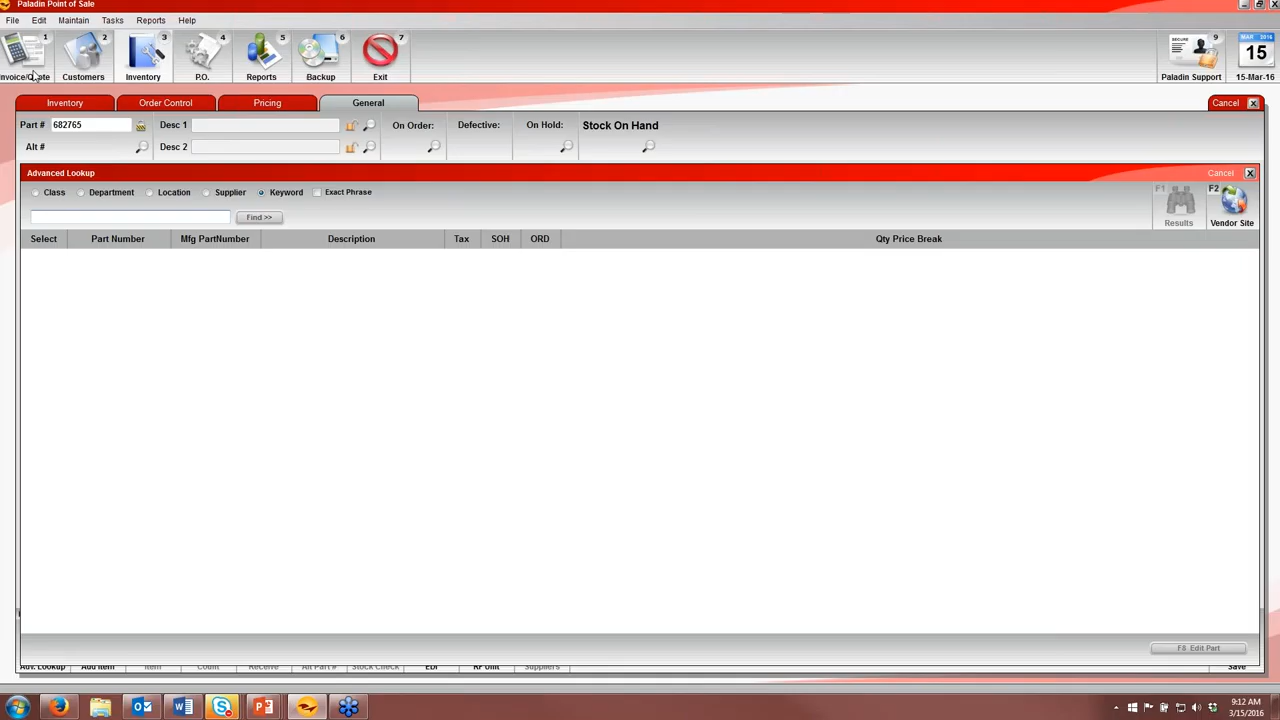 Paladin Point of Sale
File Edit Maintain Tasks Reports Help
1 2 3 4 5 6 7 SECURE 9 MAR 2016
15
Invoice/Quote Customers Inventory P.O. Reports Backup Exit Paladin Support 15-Mar-16
Inventory Order Control Pricing General Cancel
Part # 682765 Desc 1 On Order: Defective: On Hold: Stock On Hand
Alt # Desc 2
Advanced Lookup Cancel
Class Department Location Supplier Keyword Exact Phrase F1 F2
Find >> Results Vendor Site
Select Part Number Mfg PartNumber Description Tax SOH ORD Qty Price Break
F8 Edit Part
Adv. Lookup Add Item Item Count Receive Alt Part # Stock Check EDI RF Unit Suppliers Save
9:12 AM
3/15/2016